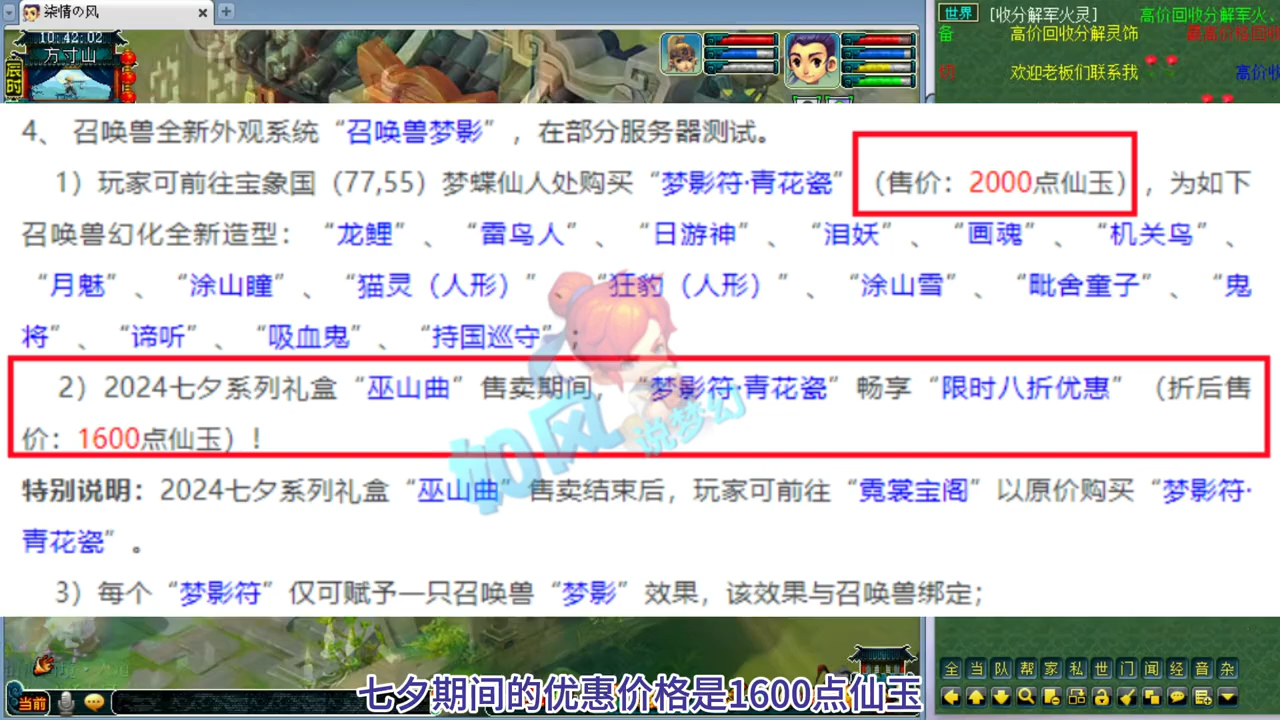 柒情の风
10:42:02
方寸山
辰时
世界
[收分解军火灵]
高价回收分解军火、
备
高价回收分解灵饰
最高价格回收
切
欢迎老板们联系我
高价收
4、 召唤兽全新外观系统“召唤兽梦影”，在部分服务器测试。
1）玩家可前往宝象国（77,55）梦蝶仙人处购买“梦影符·青花瓷”（售价：2000点仙玉），为如下
召唤兽幻化全新造型：“龙鲤”、“雷鸟人”、“日游神”、“泪妖”、“画魂”、“机关鸟”、
“月魅”、“涂山瞳”、“猫灵（人形）”、“狂豹（人形）”、“涂山雪”、“毗舍童子”、“鬼
将”、“谛听”、“吸血鬼”、“持国巡守”；
2）2024七夕系列礼盒“巫山曲”售卖期间，“梦影符·青花瓷”畅享“限时八折优惠”（折后售
价：1600点仙玉）！
如风
说梦幻
特别说明：2024七夕系列礼盒“巫山曲”售卖结束后，玩家可前往“霓裳宝阁”以原价购买“梦影符·
青花瓷”。
3）每个“梦影符”仅可赋予一只召唤兽“梦影”效果，该效果与召唤兽绑定；
全 当 队 帮 家 私 世 门 闻 经 音 杂
当前
七夕期间的优惠价格是1600点仙玉